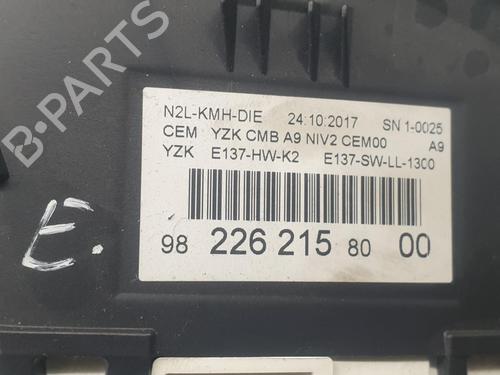 N2L-KMH-DIE 24:10:2017 SN 1-0025
CEM YZK CMB A9 NIV2 CEM00 A9
YZK E137-HW-K2 E137-SW-LL-1300
98 226 215 80 00
E.
B-PARTS